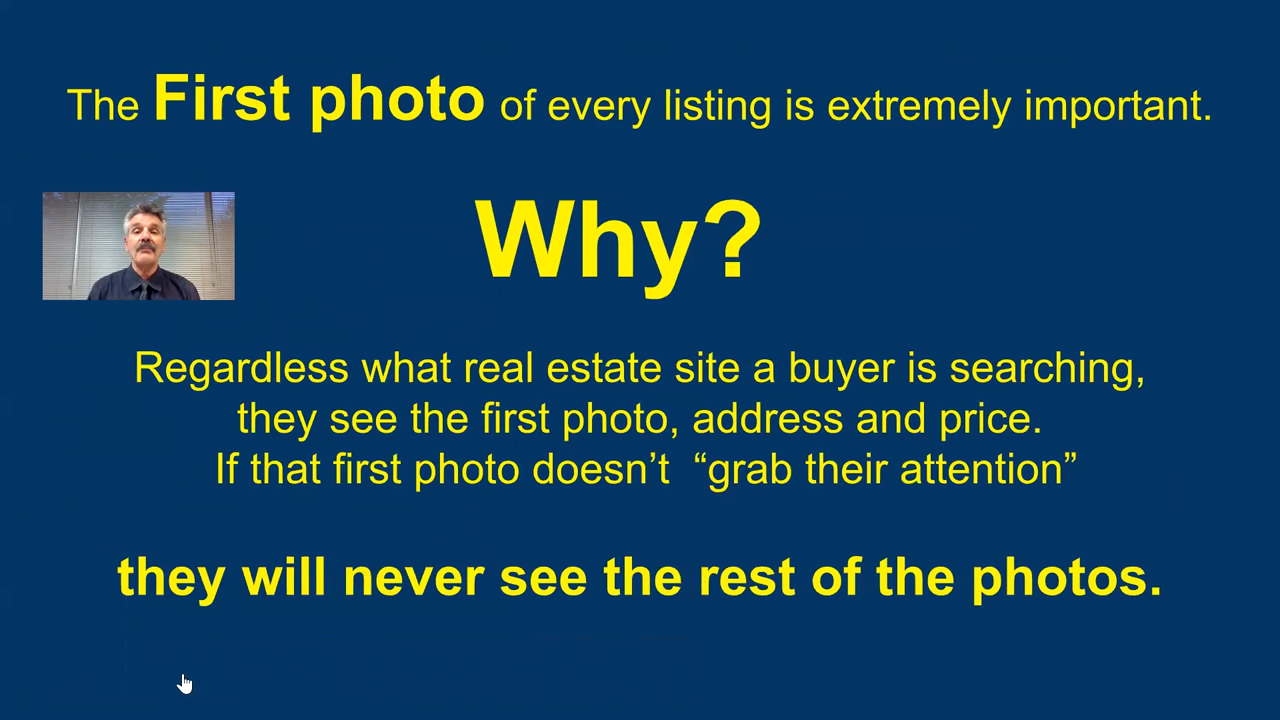 The First photo of every listing is extremely important.
Why?
Regardless what real estate site a buyer is searching,
they see the first photo, address and price.
If that first photo doesn’t “grab their attention”
they will never see the rest of the photos.